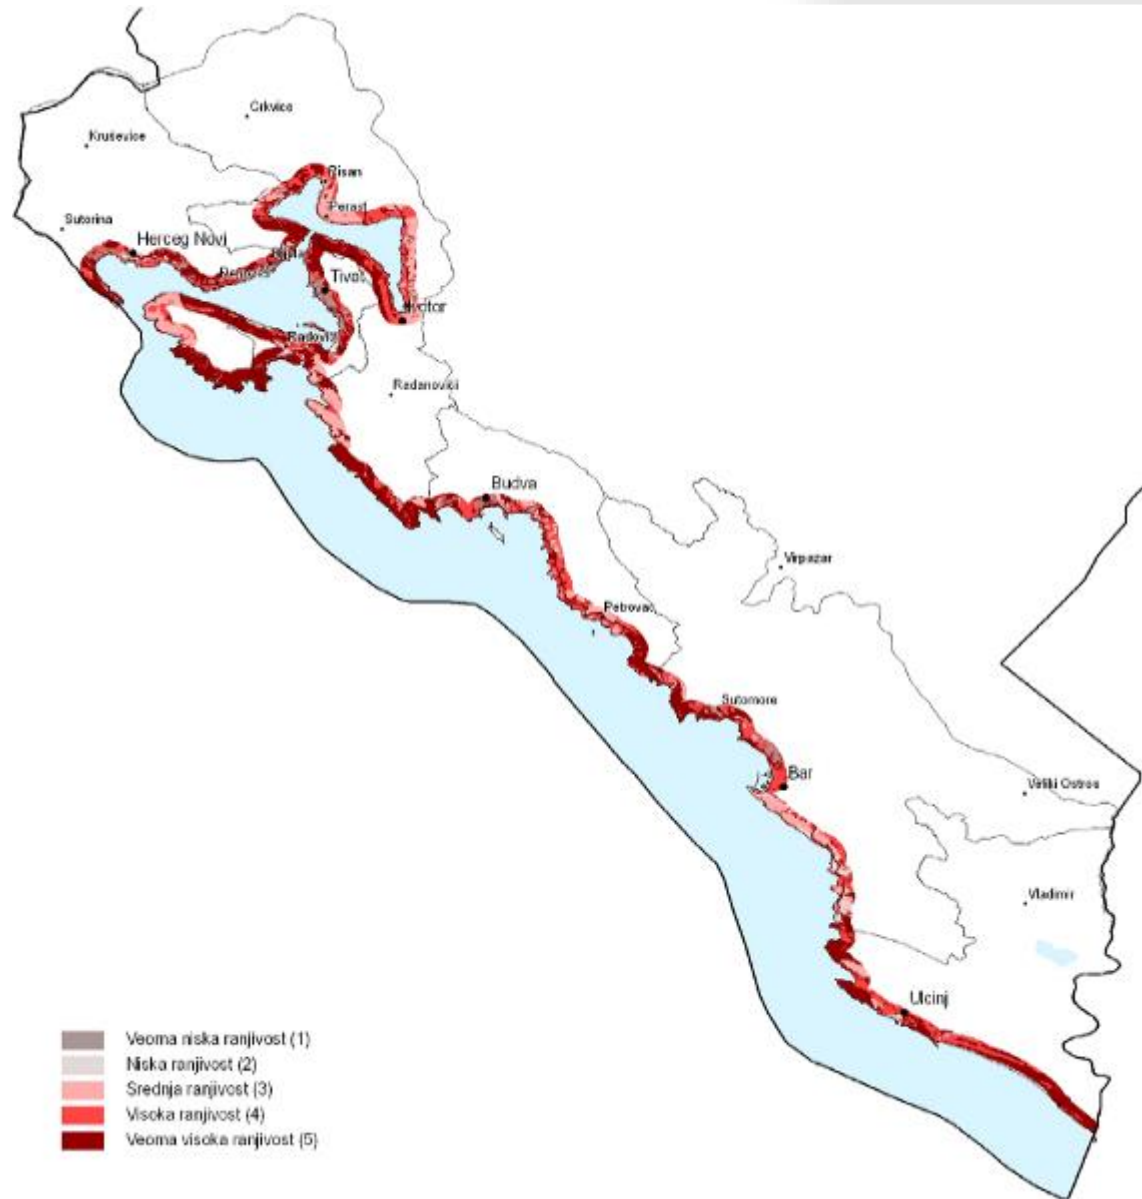 Crkvice
Kruševice
Risan
Perast
Sutorina
Herceg Novi
Tivat
Kotor
Radovići
Radanovići
Budva
Virpazar
Petrovac
Sutomore
Bar
Veliki Ostros
Vladimir
Ulcinj
Veoma niska ranjivost (1)
Niska ranjivost (2)
Srednja ranjivost (3)
Visoka ranjivost (4)
Veoma visoka ranjivost (5)